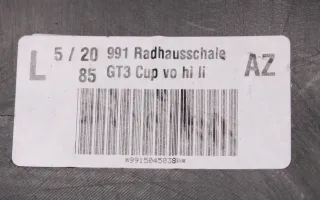 L 5 / 20 991 Radhausschale AZ
85 GT3 Cup vo hi li